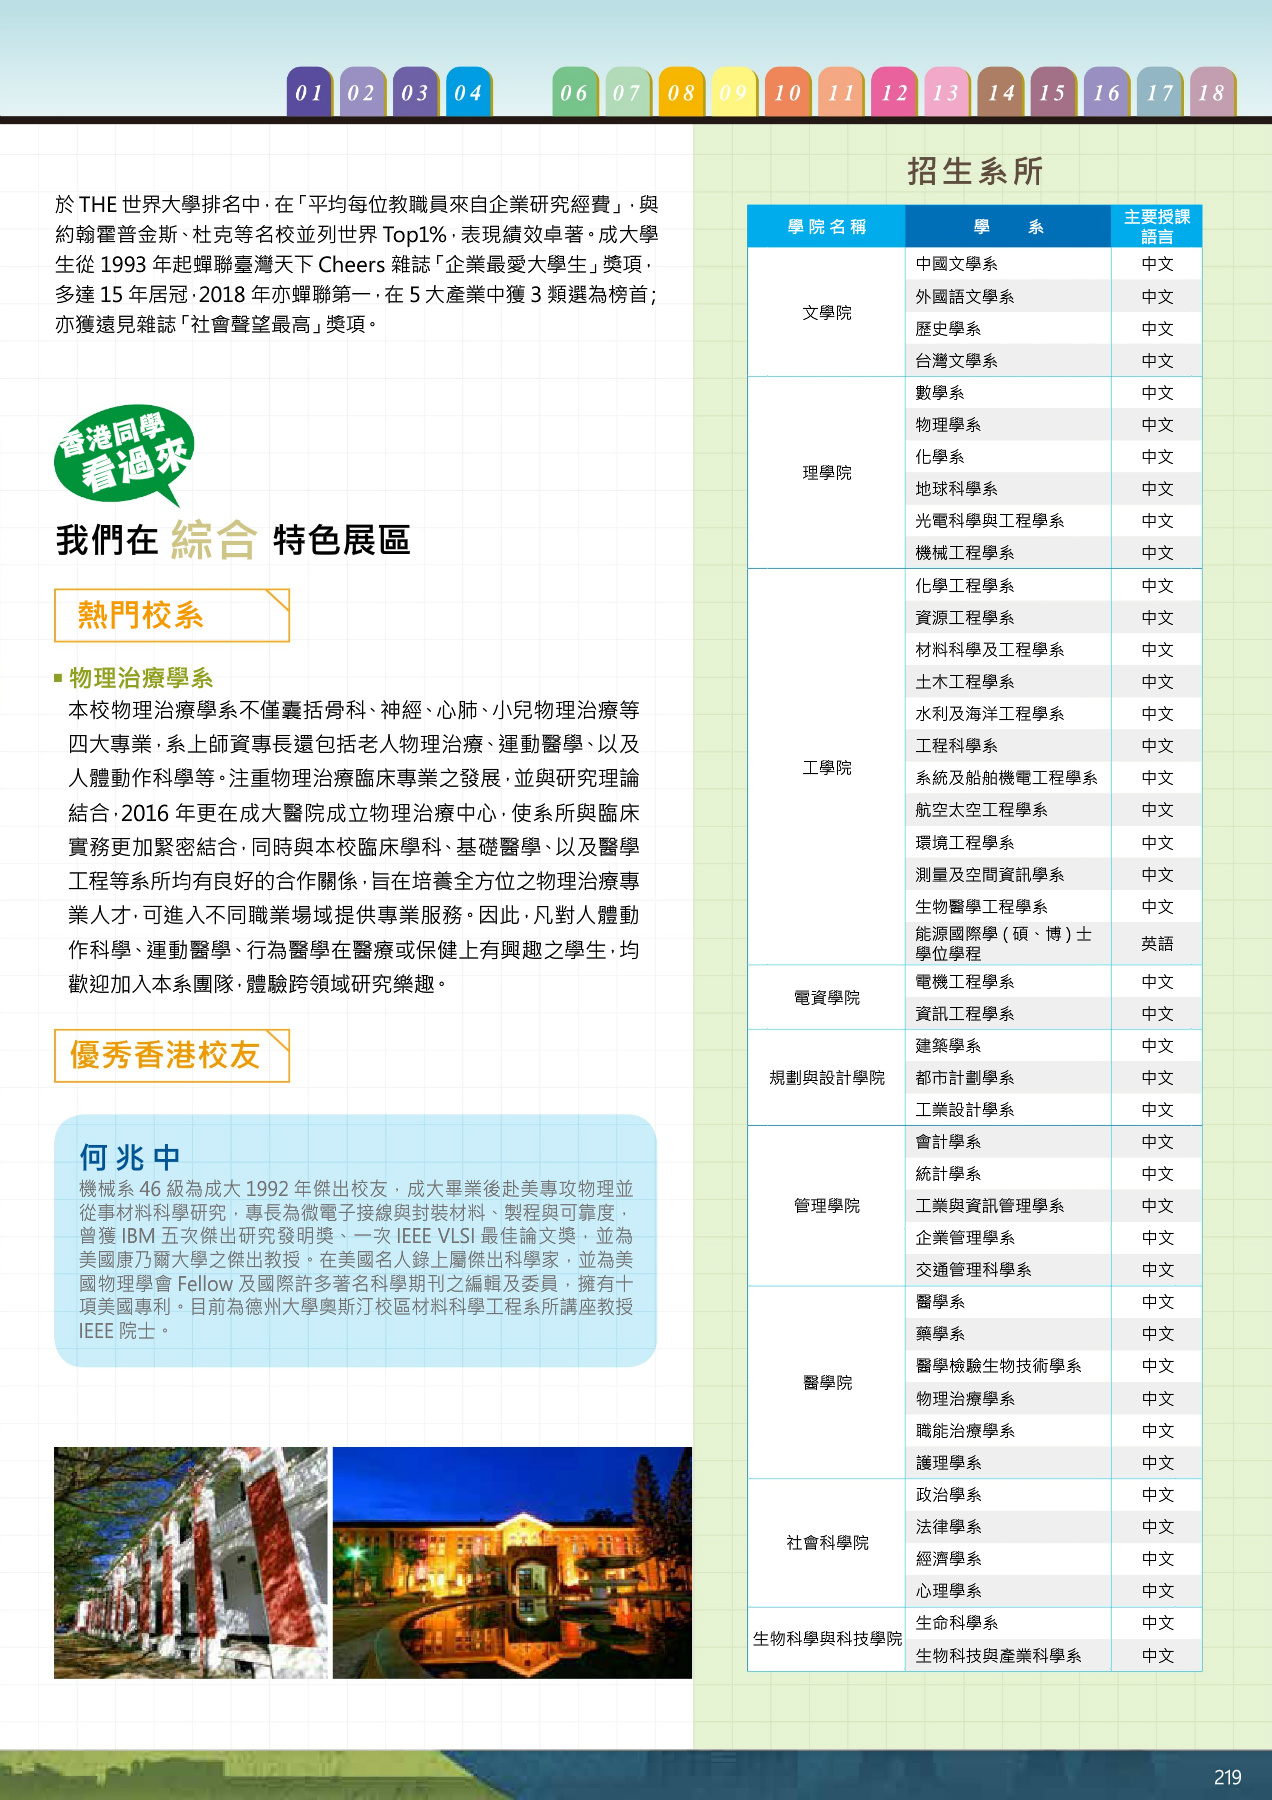 01 02 03 04 06 07 08 09 10 11 12 13 14 15 16 17 18
於 THE 世界大學排名中，在「平均每位教職員來自企業研究經費」，與
約翰霍普金斯、杜克等名校並列世界 Top1%，表現績效卓著。成大學
生從 1993 年起蟬聯臺灣天下 Cheers 雜誌「企業最愛大學生」獎項，
多達 15 年居冠，2018 年亦蟬聯第一，在 5 大產業中獲 3 類選為榜首；
亦獲遠見雜誌「社會聲望最高」獎項。
香港同學
看過來
我們在 綜合 特色展區
熱門校系
物理治療學系
本校物理治療學系不僅囊括骨科、神經、心肺、小兒物理治療等
四大專業，系上師資專長還包括老人物理治療、運動醫學、以及
人體動作科學等。注重物理治療臨床專業之發展，並與研究理論
結合，2016 年更在成大醫院成立物理治療中心，使系所與臨床
實務更加緊密結合，同時與本校臨床學科、基礎醫學、以及醫學
工程等系所均有良好的合作關係，旨在培養全方位之物理治療專
業人才，可進入不同職業場域提供專業服務。因此，凡對人體動
作科學、運動醫學、行為醫學在醫療或保健上有興趣之學生，均
歡迎加入本系團隊，體驗跨領域研究樂趣。
優秀香港校友
何兆中
機械系 46 級為成大 1992 年傑出校友，成大畢業後赴美專攻物理並
從事材料科學研究，專長為微電子接線與封裝材料、製程與可靠度，
曾獲 IBM 五次傑出研究發明獎、一次 IEEE VLSI 最佳論文獎，並為
美國康乃爾大學之傑出教授。在美國名人錄上屬傑出科學家，並為美
國物理學會 Fellow 及國際許多著名科學期刊之編輯及委員，擁有十
項美國專利。目前為德州大學奧斯汀校區材料科學工程系所講座教授
IEEE 院士。
招生系所
學院名稱 學 系 主要授課
語言
文學院
中國文學系 中文
外國語文學系 中文
歷史學系 中文
台灣文學系 中文
理學院
數學系 中文
物理學系 中文
化學系 中文
地球科學系 中文
光電科學與工程學系 中文
機械工程學系 中文
工學院
化學工程學系 中文
資源工程學系 中文
材料科學及工程學系 中文
土木工程學系 中文
水利及海洋工程學系 中文
工程科學系 中文
系統及船舶機電工程學系 中文
航空太空工程學系 中文
環境工程學系 中文
測量及空間資訊學系 中文
生物醫學工程學系 中文
能源國際學 ( 碩、博 ) 士
學位學程 英語
電資學院
電機工程學系 中文
資訊工程學系 中文
規劃與設計學院
建築學系 中文
都市計劃學系 中文
工業設計學系 中文
管理學院
會計學系 中文
統計學系 中文
工業與資訊管理學系 中文
企業管理學系 中文
交通管理科學系 中文
醫學院
醫學系 中文
藥學系 中文
醫學檢驗生物技術學系 中文
物理治療學系 中文
職能治療學系 中文
護理學系 中文
社會科學院
政治學系 中文
法律學系 中文
經濟學系 中文
心理學系 中文
生物科學與科技學院
生命科學系 中文
生物科技與產業科學系 中文
219